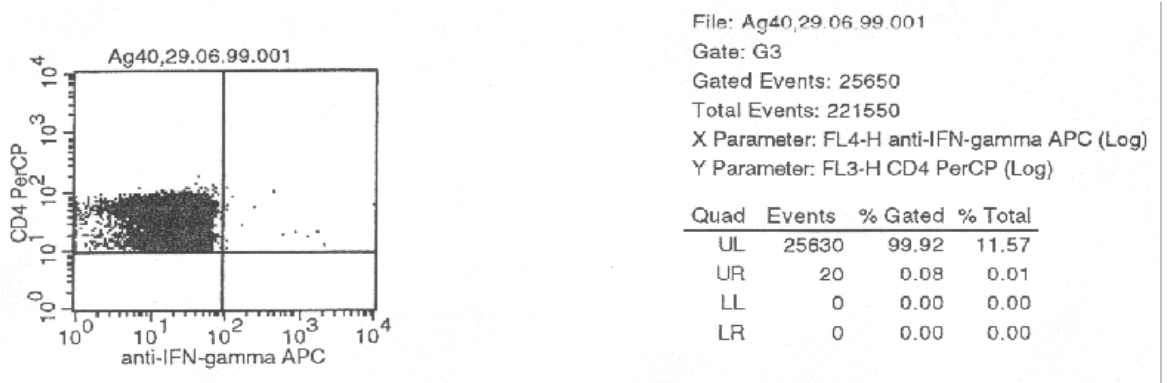 Ag40,29.06.99.001
10^4
10^3
10^2
10^1
10^0
CD4 PerCP
10^0 10^1 10^2 10^3 10^4
anti-IFN-gamma APC
File: Ag40,29.06.99.001
Gate: G3
Gated Events: 25650
Total Events: 221550
X Parameter: FL4-H anti-IFN-gamma APC (Log)
Y Parameter: FL3-H CD4 PerCP (Log)
Quad Events % Gated % Total
UL 25630 99.92 11.57
UR 20 0.08 0.01
LL 0 0.00 0.00
LR 0 0.00 0.00